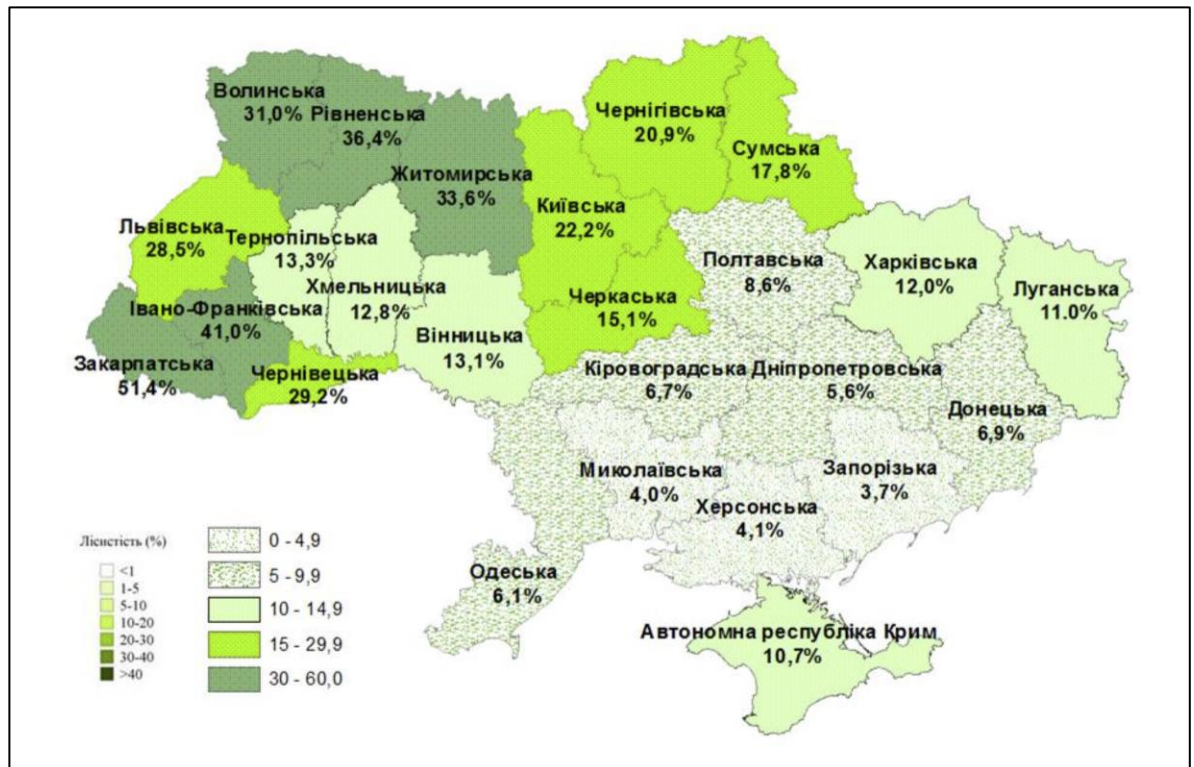 Волинська
31,0%
Рівненська
36,4%
Житомирська
33,6%
Чернігівська
20,9%
Сумська
17,8%
Київська
22,2%
Львівська
28,5%
Тернопільська
13,3%
Хмельницька
12,8%
Івано-Франківська
41,0%
Закарпатська
51,4%
Чернівецька
29,2%
Вінницька
13,1%
Черкаська
15,1%
Полтавська
8,6%
Харківська
12,0%
Луганська
11.0%
Кіровоградська
6,7%
Дніпропетровська
5,6%
Донецька
6,9%
Миколаївська
4,0%
Херсонська
4,1%
Запорізька
3,7%
Одеська
6,1%
Автономна республіка Крим
10,7%
Лісистість (%)
<1
1-5
5-10
10-20
20-30
30-40
>40
0 - 4,9
5 - 9,9
10 - 14,9
15 - 29,9
30 - 60,0